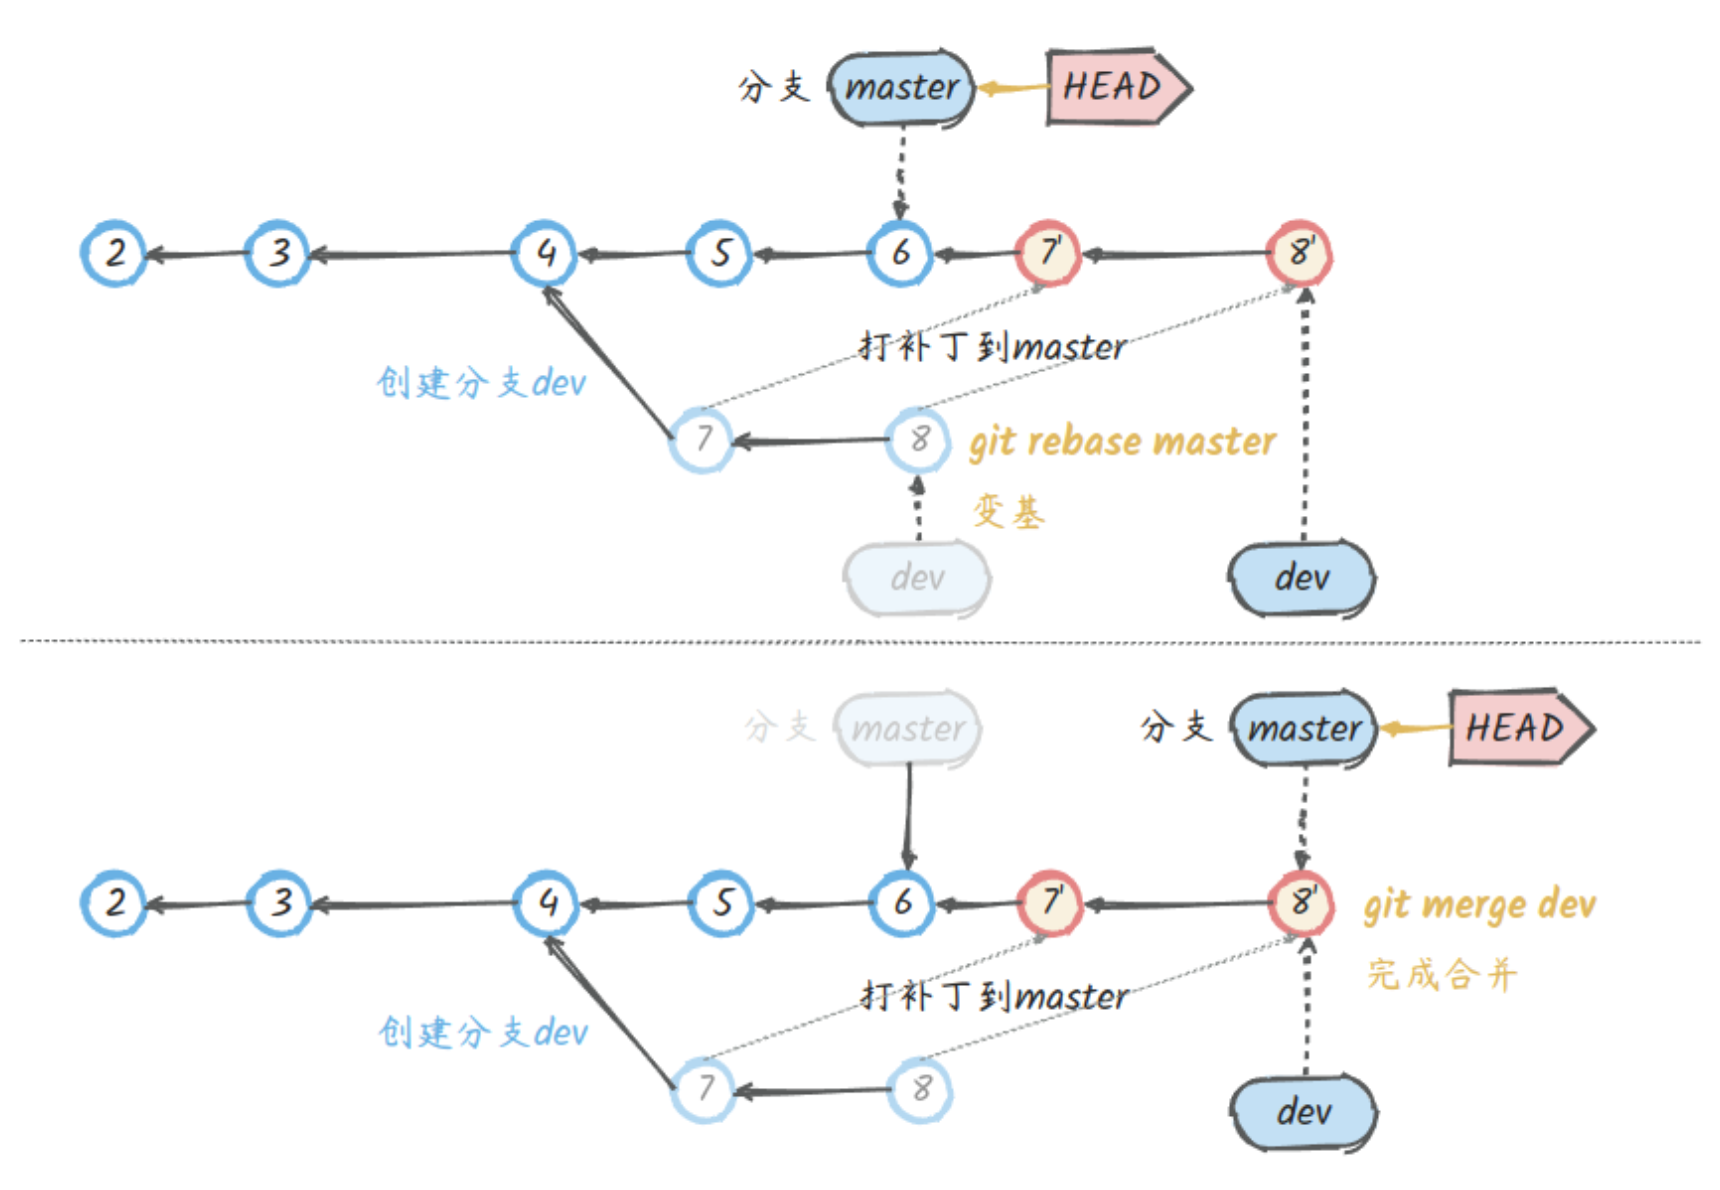 分支 master HEAD
2 3 4 5 6 7' 8'
打补丁到master
创建分支dev
7 8 git rebase master
变基
dev dev
分支 master 分支 master HEAD
2 3 4 5 6 7' 8' git merge dev
完成合并
打补丁到master
创建分支dev
7 8
dev